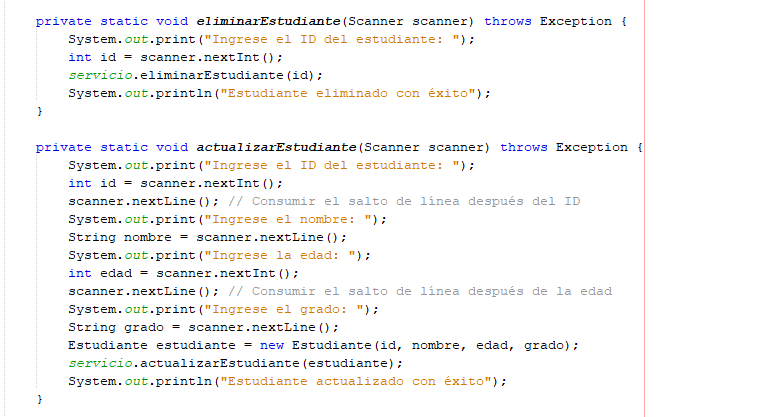 private static void eliminarEstudiante(Scanner scanner) throws Exception {
System.out.print("Ingrese el ID del estudiante: ");
int id = scanner.nextInt();
servicio.eliminarEstudiante(id);
System.out.println("Estudiante eliminado con éxito");
}
private static void actualizarEstudiante(Scanner scanner) throws Exception {
System.out.print("Ingrese el ID del estudiante: ");
int id = scanner.nextInt();
scanner.nextLine(); // Consumir el salto de línea después del ID
System.out.print("Ingrese el nombre: ");
String nombre = scanner.nextLine();
System.out.print("Ingrese la edad: ");
int edad = scanner.nextInt();
scanner.nextLine(); // Consumir el salto de línea después de la edad
System.out.print("Ingrese el grado: ");
String grado = scanner.nextLine();
Estudiante estudiante = new Estudiante(id, nombre, edad, grado);
servicio.actualizarEstudiante(estudiante);
System.out.println("Estudiante actualizado con éxito");
}